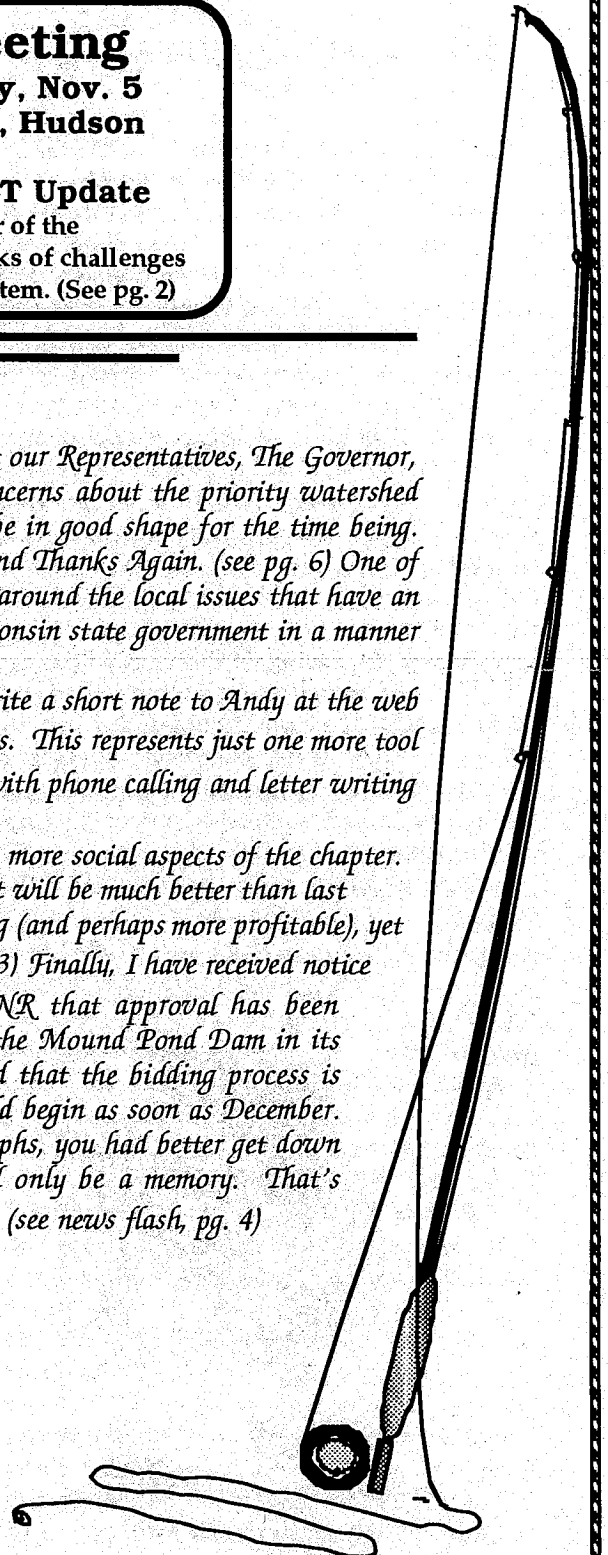 eeting
y, Nov. 5
, Hudson
T Update
r of the
ks of challenges
tem. (See pg. 2)
our Representatives, The Governor,
ncerns about the priority watershed
be in good shape for the time being.
nd Thanks Again. (see pg. 6) One of
around the local issues that have an
onsin state government in a manner
rite a short note to Andy at the web
s. This represents just one more tool
with phone calling and letter writing
more social aspects of the chapter.
t will be much better than last
g (and perhaps more profitable), yet
3) Finally, I have received notice
NR that approval has been
the Mound Pond Dam in its
d that the bidding process is
ld begin as soon as December.
phs, you had better get down
l only be a memory. That's
(see news flash, pg. 4)